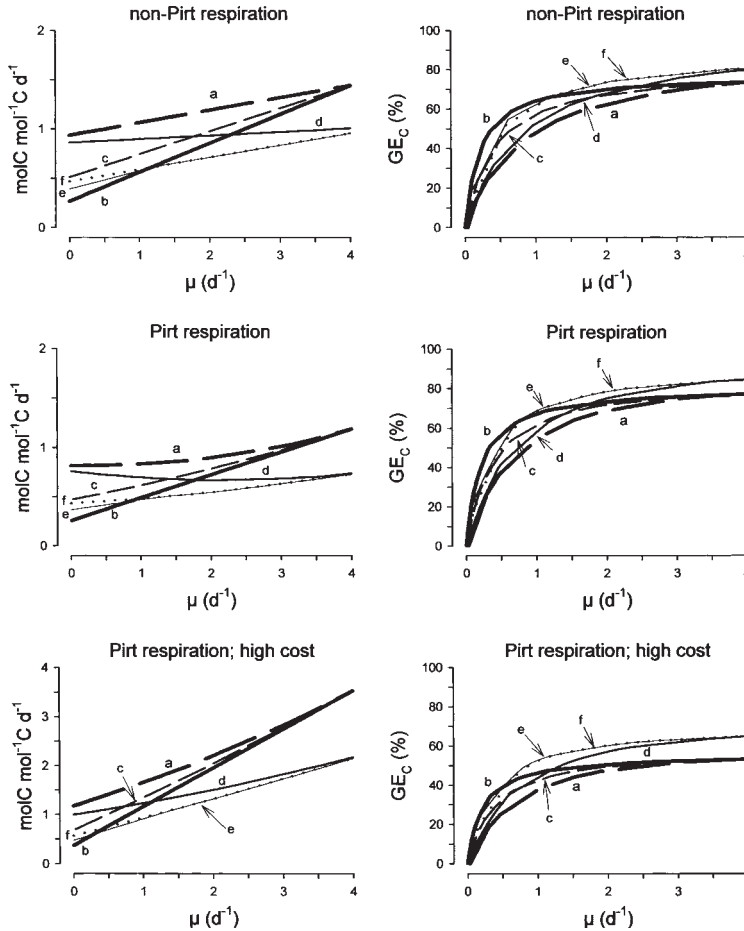 non-Pirt respiration
molC mol⁻¹C d⁻¹
2
1
0
a
d
c
f
e
b
0 1 2 3 4
μ (d⁻¹)
non-Pirt respiration
GE_C (%)
100
80
60
40
20
0
e
f
b
a
c
d
0 1 3
μ (d⁻¹)
Pirt respiration
molC mol⁻¹C d⁻¹
2
1
0
a
d
c
f
e
b
0 1 2 3 4
μ (d⁻¹)
Pirt respiration
GE_C (%)
100
80
60
40
20
0
f
e
b
a
c
d
0 1 3
μ (d⁻¹)
Pirt respiration; high cost
molC mol⁻¹C d⁻¹
4
3
2
1
0
a
c
d
f
e
b
0 1 2 3 4
μ (d⁻¹)
Pirt respiration; high cost
GE_C (%)
100
80
60
40
20
0
f
e
d
b
a
c
0 1 3
μ (d⁻¹)